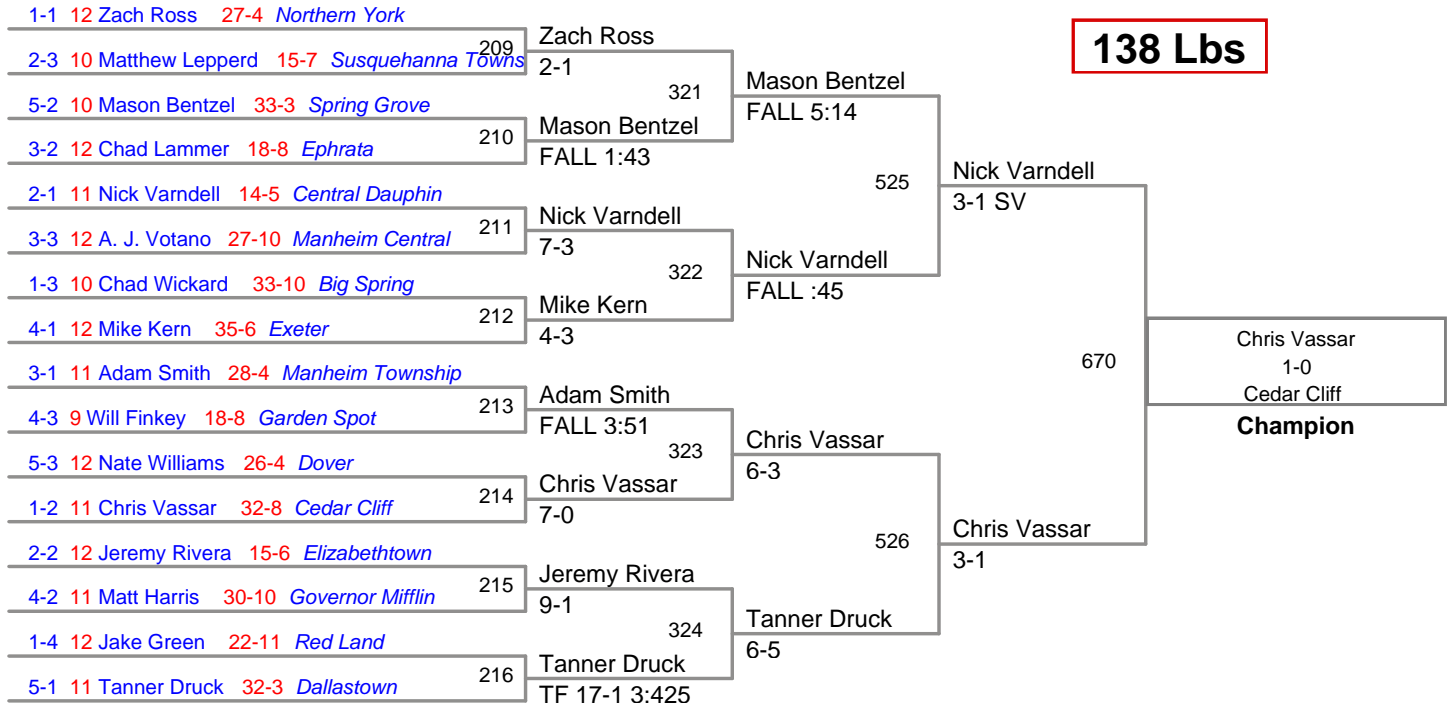 138 Lbs
1-1 12 Zach Ross 27-4 Northern York
2-3 10 Matthew Lepperd 15-7 Susquehanna Towns
5-2 10 Mason Bentzel 33-3 Spring Grove
3-2 12 Chad Lammer 18-8 Ephrata
2-1 11 Nick Varndell 14-5 Central Dauphin
3-3 12 A. J. Votano 27-10 Manheim Central
1-3 10 Chad Wickard 33-10 Big Spring
4-1 12 Mike Kern 35-6 Exeter
3-1 11 Adam Smith 28-4 Manheim Township
4-3 9 Will Finkey 18-8 Garden Spot
5-3 12 Nate Williams 26-4 Dover
1-2 11 Chris Vassar 32-8 Cedar Cliff
2-2 12 Jeremy Rivera 15-6 Elizabethtown
4-2 11 Matt Harris 30-10 Governor Mifflin
1-4 12 Jake Green 22-11 Red Land
5-1 11 Tanner Druck 32-3 Dallastown
209
Zach Ross
2-1
210
Mason Bentzel
FALL 1:43
211
Nick Varndell
7-3
212
Mike Kern
4-3
213
Adam Smith
FALL 3:51
214
Chris Vassar
7-0
215
Jeremy Rivera
9-1
216
Tanner Druck
TF 17-1 3:425
321
Mason Bentzel
FALL 5:14
322
Nick Varndell
FALL :45
323
Chris Vassar
6-3
324
Tanner Druck
6-5
525
Nick Varndell
3-1 SV
526
Chris Vassar
3-1
670
Chris Vassar
1-0
Cedar Cliff
Champion